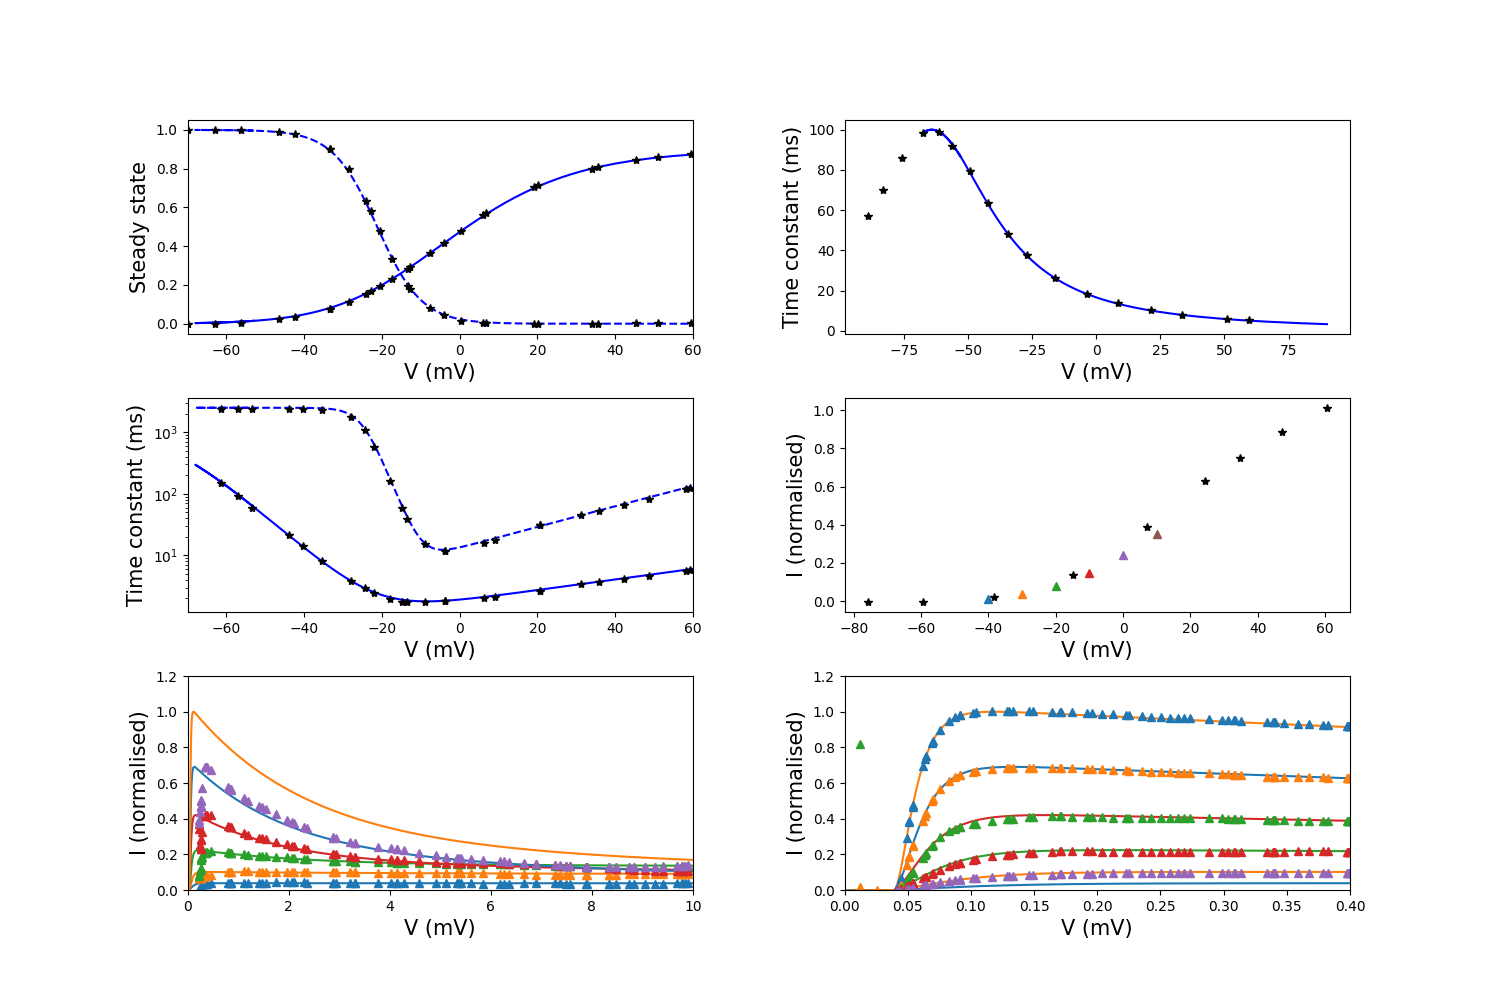 1.0
0.8
0.6
0.4
0.2
0.0
Steady state
−60 −40 −20 0 20 40 60
V (mV)
100
80
60
40
20
0
Time constant (ms)
−75 −50 −25 0 25 50 75
V (mV)
10³
10²
10¹
Time constant (ms)
−60 −40 −20 0 20 40 60
V (mV)
1.0
0.8
0.6
0.4
0.2
0.0
I (normalised)
−80 −60 −40 −20 0 20 40 60
V (mV)
1.2
1.0
0.8
0.6
0.4
0.2
0.0
I (normalised)
0 2 4 6 8 10
V (mV)
1.2
1.0
0.8
0.6
0.4
0.2
0.0
I (normalised)
0.00 0.05 0.10 0.15 0.20 0.25 0.30 0.35 0.40
V (mV)